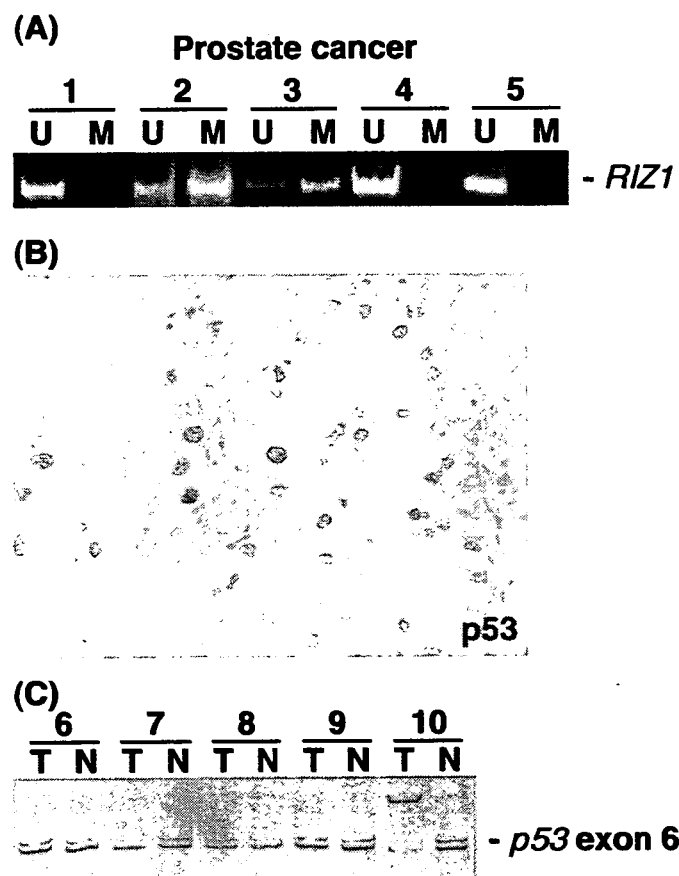 (A)
Prostate cancer
1 2 3 4 5
U M U M U M U M U M
- RIZ1
(B)
p53
(C)
6 7 8 9 10
T N T N T N T N T N
- p53 exon 6